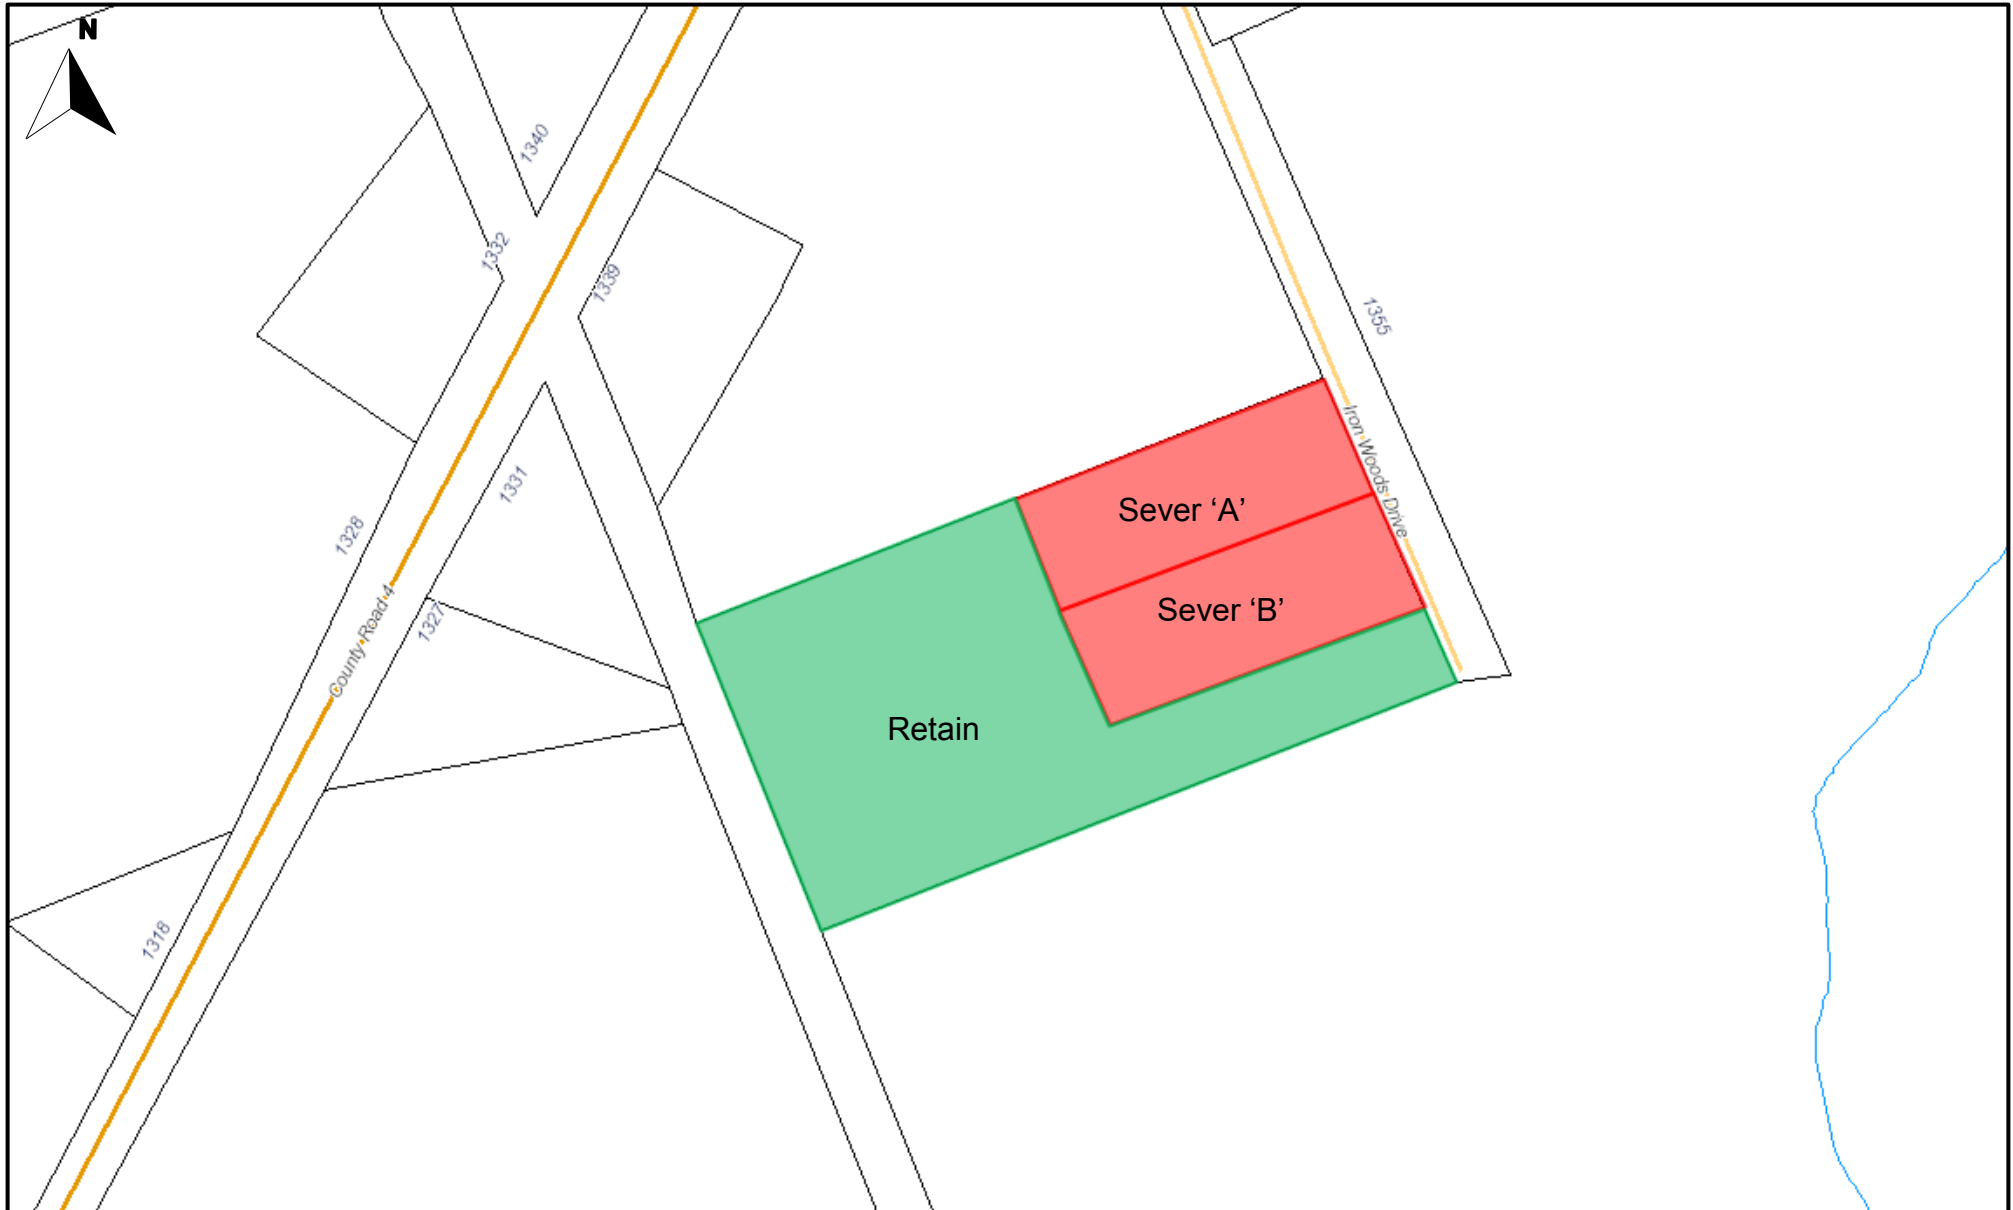 N
1340
1332
1339
1355
Iron Woods Drive
1331
Sever ‘A’
1328
Sever ‘B’
County Road 4
1327
Retain
1318